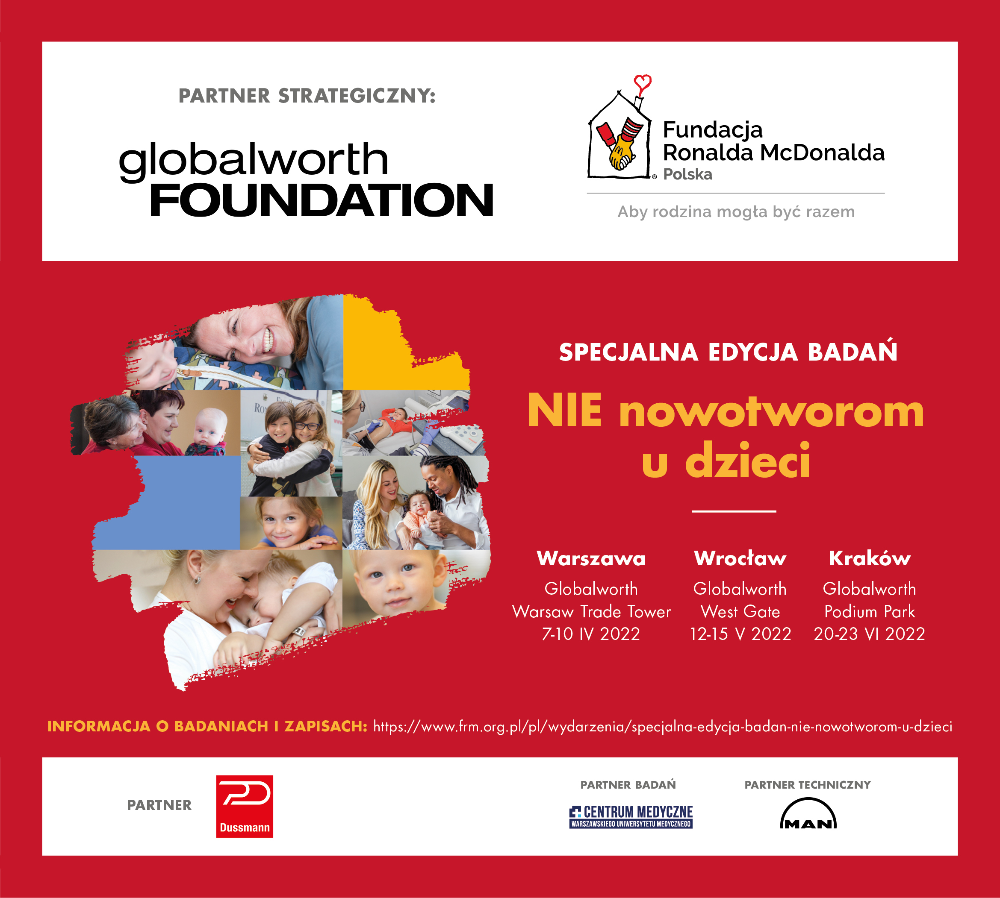 PARTNER STRATEGICZNY:
globalworth
FOUNDATION
Fundacja
Ronalda McDonalda
Polska
Aby rodzina mogła być razem
SPECJALNA EDYCJA BADAŃ
NIE nowotworom
u dzieci
Warszawa
Globalworth
Warsaw Trade Tower
7-10 IV 2022
Wrocław
Globalworth
West Gate
12-15 V 2022
Kraków
Globalworth
Podium Park
20-23 VI 2022
INFORMACJA O BADANIACH I ZAPISACH: https://www.frm.org.pl/pl/wydarzenia/specjalna-edycja-badan-nie-nowotworom-u-dzieci
PARTNER
Dussmann
PARTNER BADAŃ
CENTRUM MEDYCZNE
WARSZAWSKIEGO UNIWERSYTETU MEDYCZNEGO
PARTNER TECHNICZNY
MAN